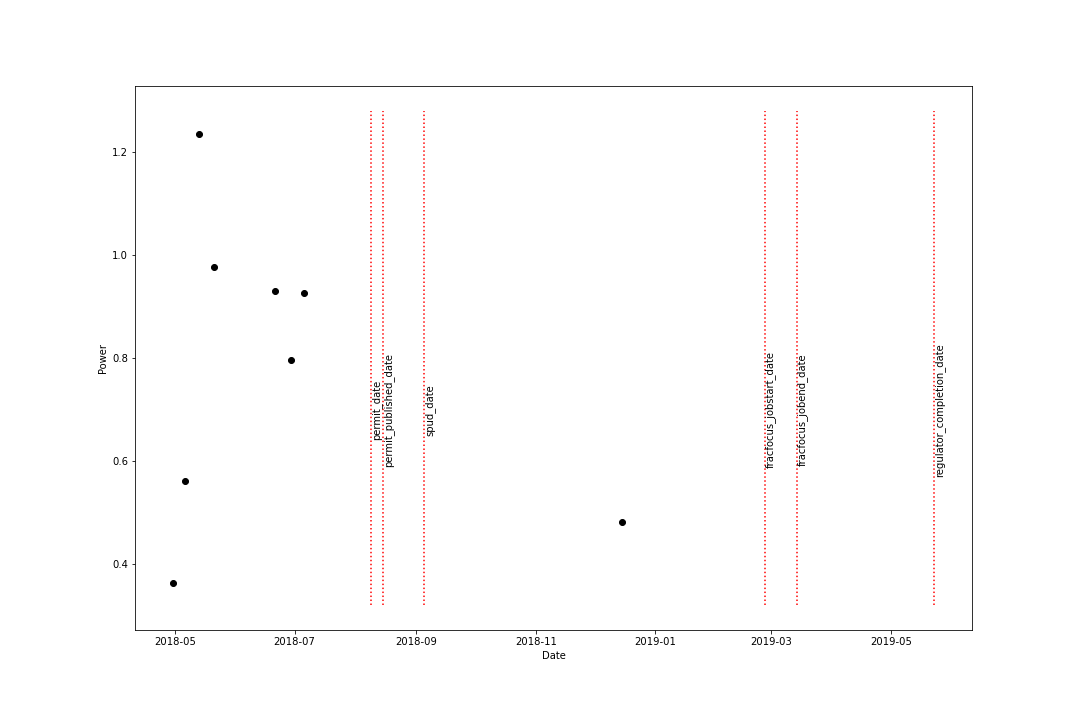 1.2
1.0
0.8
0.6
0.4
Power
permit_date
permit_published_date
spud_date
fracfocus_jobstart_date
fracfocus_jobend_date
regulator_completion_date
2018-05
2018-07
2018-09
2018-11
2019-01
2019-03
2019-05
Date